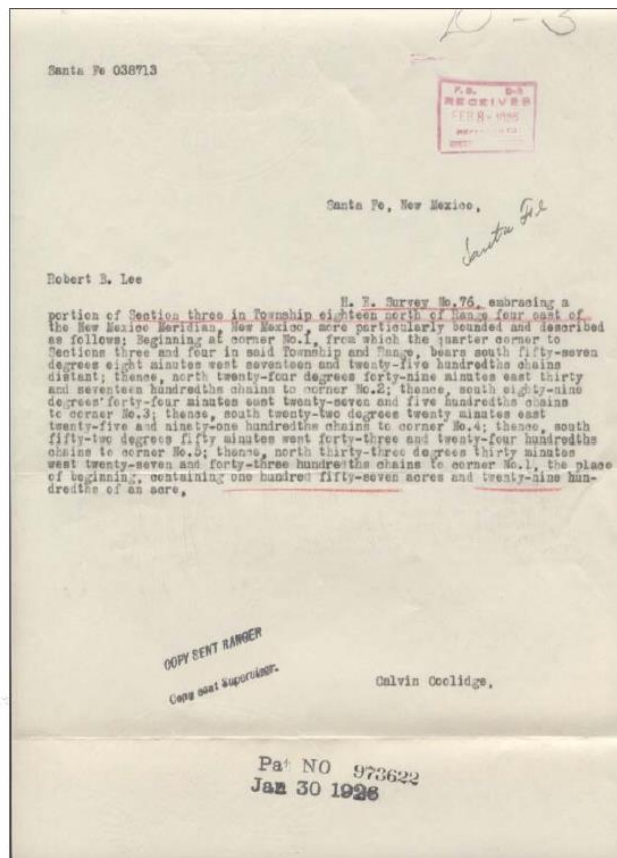 D-3
Santa Fe 038713
RECEIVED
FEB 8 - 1926
Santa Fe, New Mexico.
Santa Fe
Robert B. Lee
H. E. Survey No.76, embracing a
portion of Section three in Township eighteen north of Range four east of
the New Mexico Meridian, New Mexico, more particularly bounded and described
as follows: Beginning at corner No.1, from which the quarter corner to
Sections three and four in said Township and Range, bears south fifty-seven
degrees eight minutes west seventeen and twenty-five hundredths chains
distant; thence, north twenty-four degrees forty-nine minutes east thirty
and seventeen hundredths chains to corner No.2; thence, south eighty-nine
degrees forty-four minutes east twenty-seven and five hundredths chains
to corner No.3; thence, south twenty-two degrees twenty minutes east
twenty-five and ninety-one hundredths chains to corner No.4; thence, south
fifty-two degrees fifty minutes west forty-three and twenty-four hundredths
chains to corner No.5; thence, north thirty-three degrees thirty minutes
west twenty-seven and forty-three hundredths chains to corner No.1, the place
of beginning, containing one hundred fifty-seven acres and twenty-nine hun-
dredths of an acre.
COPY SENT RANGER
Copy sent Supervisor.
Calvin Coolidge.
Pat NO 973622
Jan 30 1926